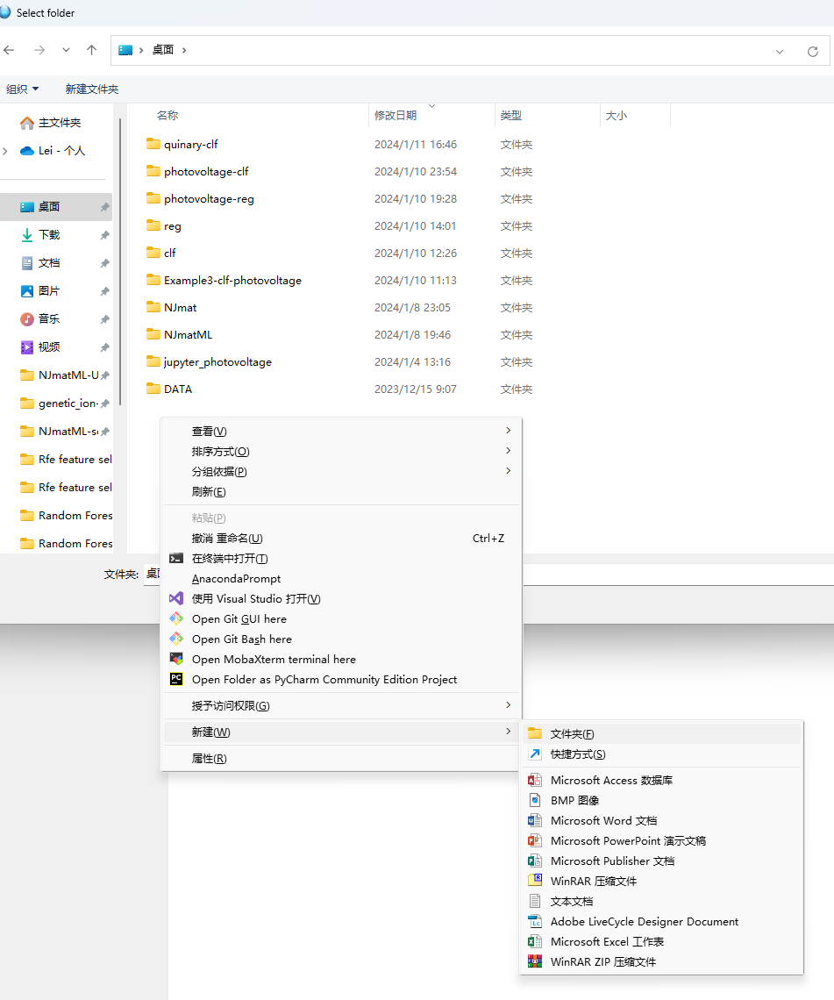 Select folder
桌面
组织
新建文件夹
名称 修改日期 类型 大小
主文件夹
Lei - 个人
桌面
下载
文档
图片
音乐
视频
NJmatML-U
genetic_ion-
NJmatML-s
Rfe feature sel
Rfe feature sel
Random Fores
Random Fores
quinary-clf 2024/1/11 16:46 文件夹
photovoltage-clf 2024/1/10 23:54 文件夹
photovoltage-reg 2024/1/10 19:28 文件夹
reg 2024/1/10 14:01 文件夹
clf 2024/1/10 12:26 文件夹
Example3-clf-photovoltage 2024/1/10 11:13 文件夹
NJmat 2024/1/8 23:05 文件夹
NJmatML 2024/1/8 19:46 文件夹
jupyter_photovoltage 2024/1/4 13:16 文件夹
DATA 2023/12/15 9:07 文件夹
文件夹: 桌
查看(V)
排序方式(O)
分组依据(P)
刷新(E)
粘贴(P)
撤消 重命名(U) Ctrl+Z
在终端中打开(T)
AnacondaPrompt
使用 Visual Studio 打开(V)
Open Git GUI here
Open Git Bash here
Open MobaXterm terminal here
Open Folder as PyCharm Community Edition Project
授予访问权限(G)
新建(W)
属性(R)
文件夹(F)
快捷方式(S)
Microsoft Access 数据库
BMP 图像
Microsoft Word 文档
Microsoft PowerPoint 演示文稿
Microsoft Publisher 文档
WinRAR 压缩文件
文本文档
Adobe LiveCycle Designer Document
Microsoft Excel 工作表
WinRAR ZIP 压缩文件